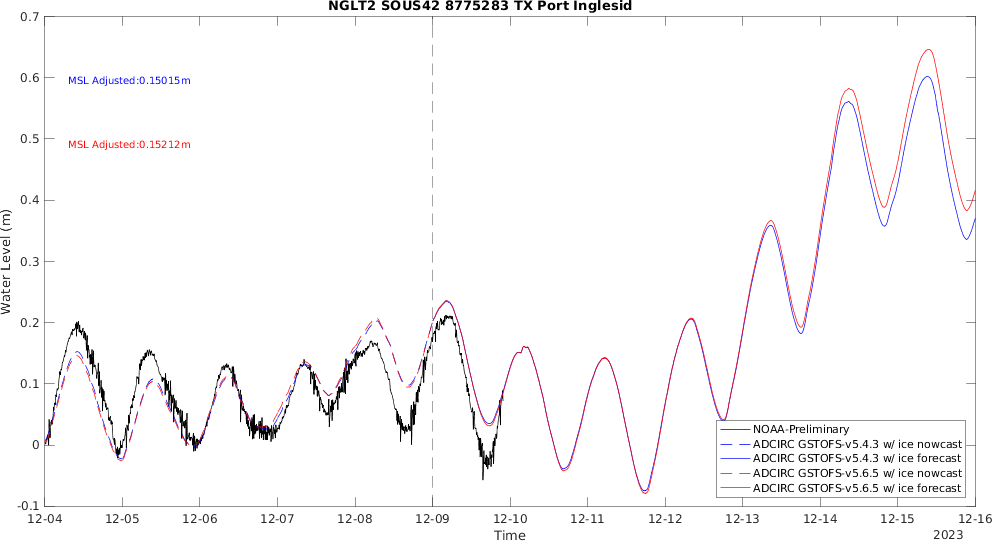 NGLT2 SOUS42 8775283 TX Port Inglesid
0.7
0.6
0.5
0.4
0.3
0.2
0.1
0
-0.1
Water Level (m)
MSL Adjusted:0.15015m
MSL Adjusted:0.15212m
NOAA-Preliminary
ADCIRC GSTOFS-v5.4.3 w/ ice nowcast
ADCIRC GSTOFS-v5.4.3 w/ ice forecast
ADCIRC GSTOFS-v5.6.5 w/ ice nowcast
ADCIRC GSTOFS-v5.6.5 w/ ice forecast
12-04 12-05 12-06 12-07 12-08 12-09 12-10 12-11 12-12 12-13 12-14 12-15 12-16
Time
2023